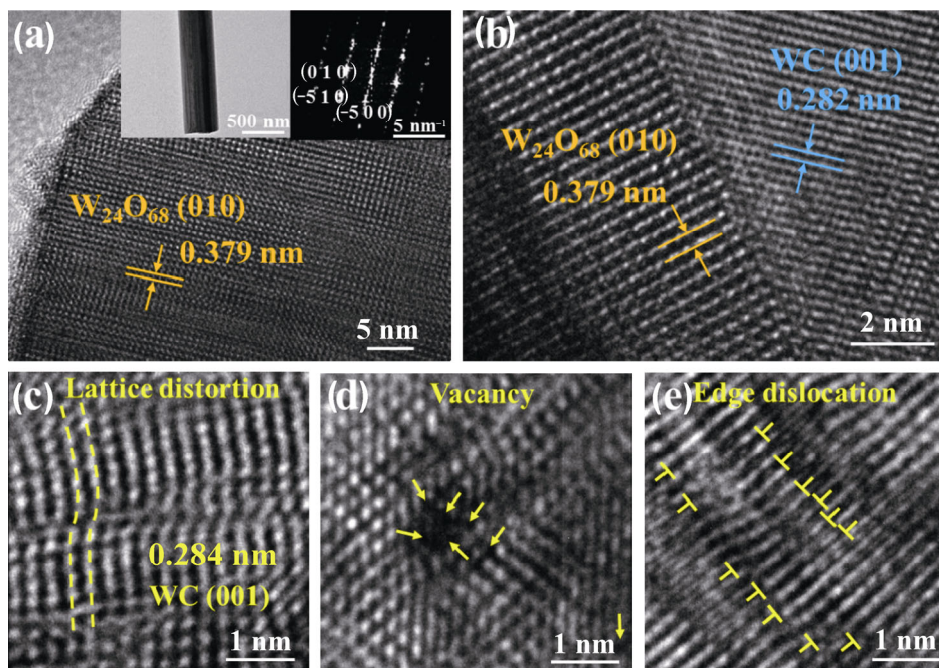 (a)
500 nm
(0 1 0)
(−5 1 0)
(−5 0 0)
5 nm⁻¹
W₂₄O₆₈ (010)
0.379 nm
5 nm
(b)
WC (001)
0.282 nm
W₂₄O₆₈ (010)
0.379 nm
2 nm
(c)
Lattice distortion
0.284 nm
WC (001)
1 nm
(d)
Vacancy
1 nm
(e)
Edge dislocation
1 nm